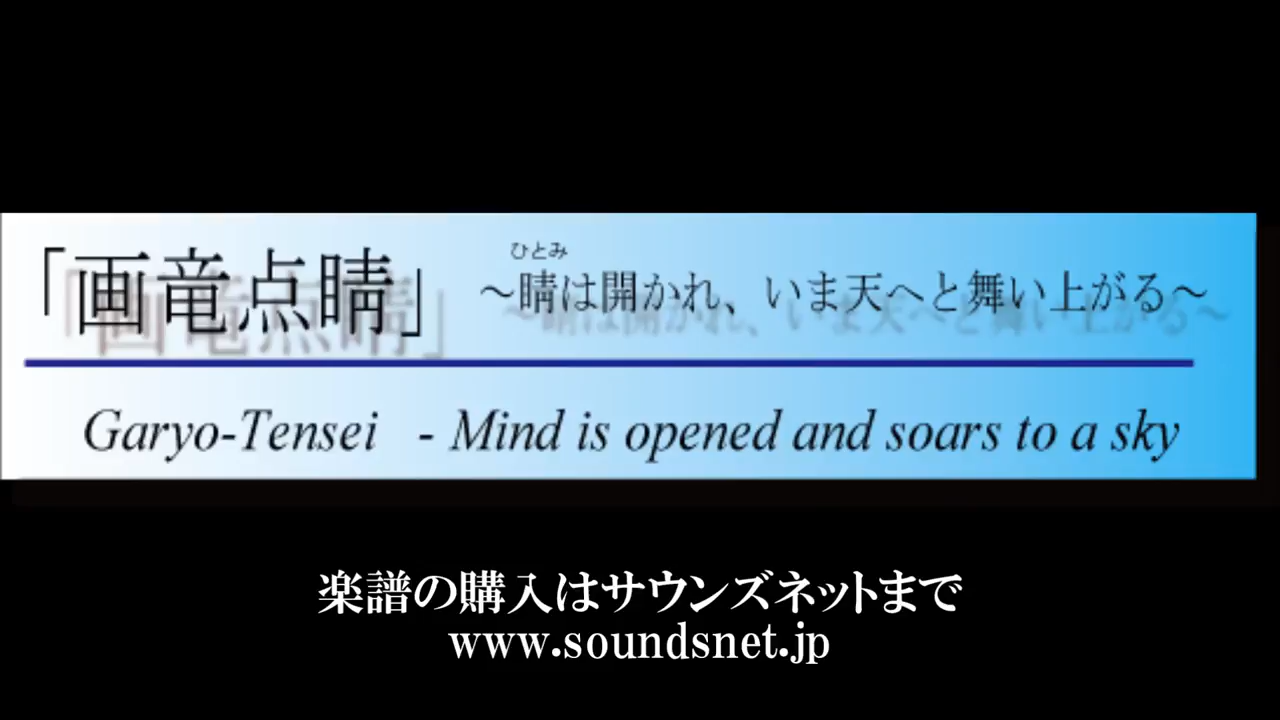 「画竜点睛」 ～睛は開かれ、いま天へと舞い上がる～
ひとみ
Garyo-Tensei - Mind is opened and soars to a sky
楽譜の購入はサウンズネットまで
www.soundsnet.jp